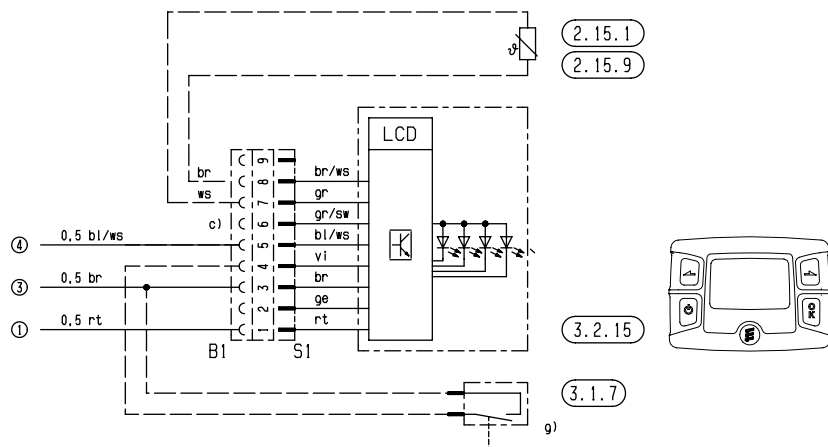 2.15.1
2.15.9
LCD
9
br 8 br/ws
ws 7 gr
c) 6 gr/sw
④ 0,5 bl/ws 5 bl/ws
4 vi
③ 0,5 br 3 br
2 ge
① 0,5 rt 1 rt
B1 S1
3.2.15
OK
3.1.7
g)